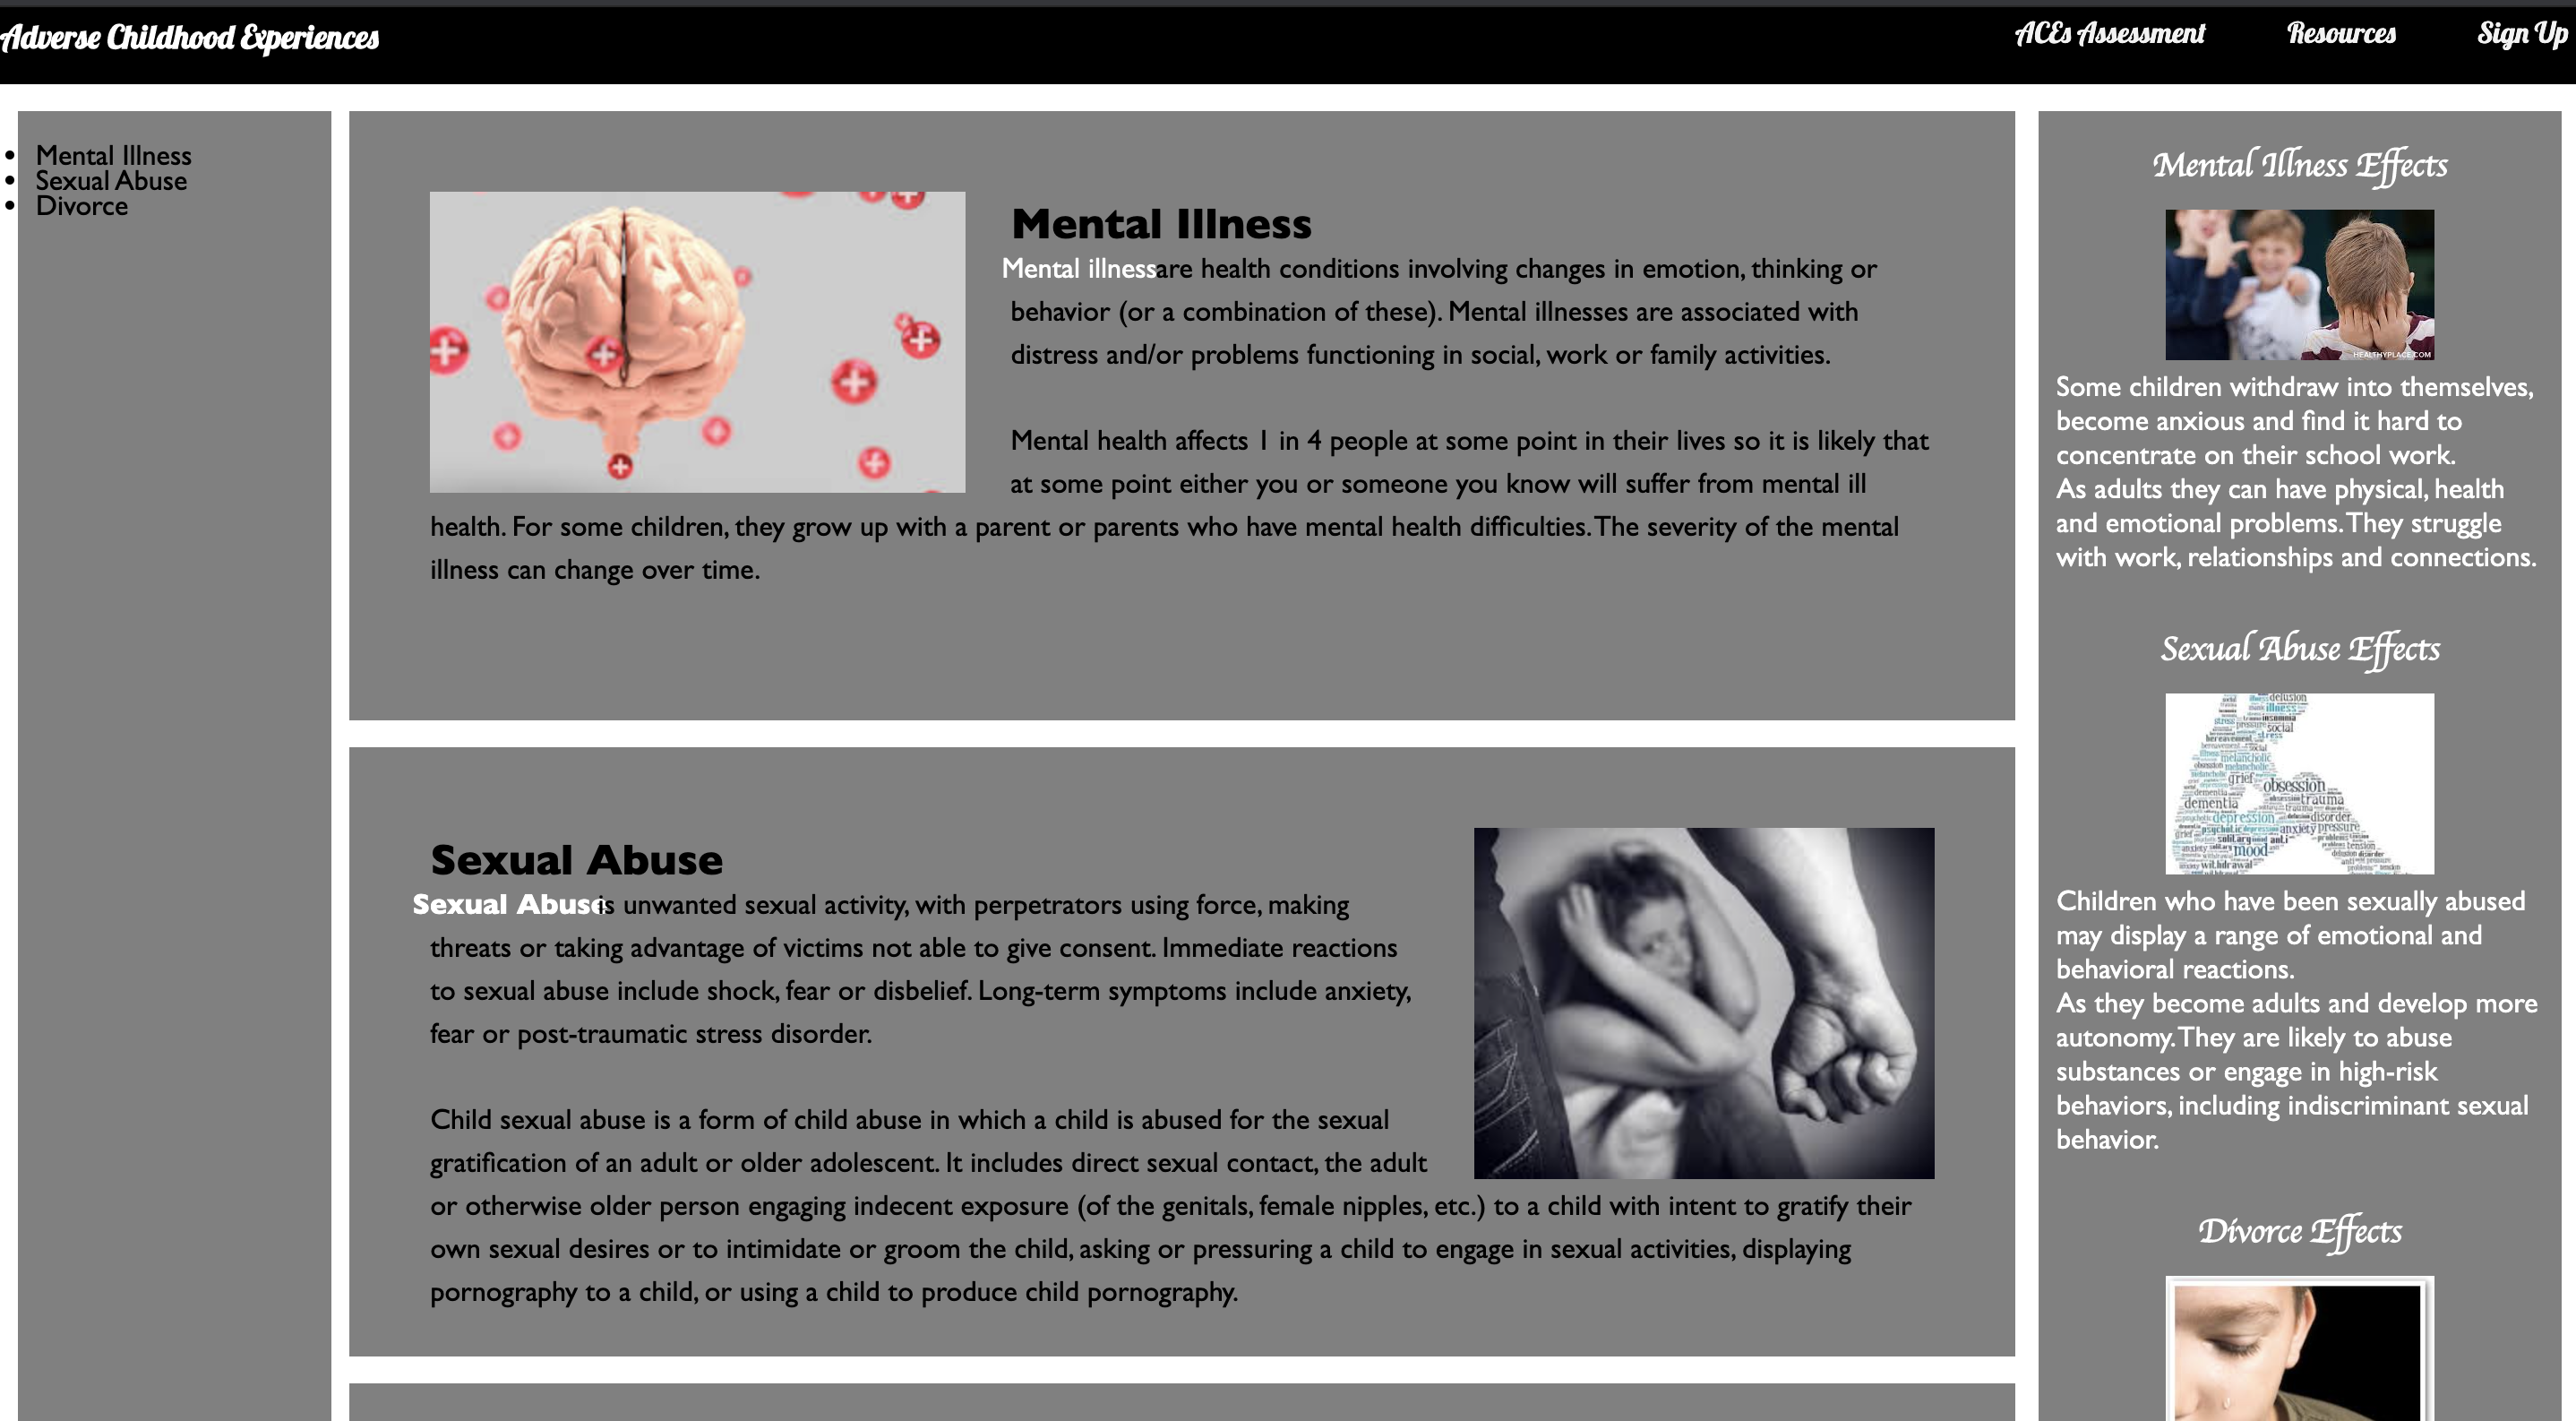 Adverse Childhood Experiences
ACEs Assessment
Resources
Sign Up
Mental Illness
Sexual Abuse
Divorce
Mental Illness
Mental illnessare health conditions involving changes in emotion, thinking or
behavior (or a combination of these). Mental illnesses are associated with
distress and/or problems functioning in social, work or family activities.
Mental health affects 1 in 4 people at some point in their lives so it is likely that
at some point either you or someone you know will suffer from mental ill
health. For some children, they grow up with a parent or parents who have mental health difficulties. The severity of the mental
illness can change over time.
Sexual Abuse
Sexual Abuse is unwanted sexual activity, with perpetrators using force, making
threats or taking advantage of victims not able to give consent. Immediate reactions
to sexual abuse include shock, fear or disbelief. Long-term symptoms include anxiety,
fear or post-traumatic stress disorder.
Child sexual abuse is a form of child abuse in which a child is abused for the sexual
gratification of an adult or older adolescent. It includes direct sexual contact, the adult
or otherwise older person engaging indecent exposure (of the genitals, female nipples, etc.) to a child with intent to gratify their
own sexual desires or to intimidate or groom the child, asking or pressuring a child to engage in sexual activities, displaying
pornography to a child, or using a child to produce child pornography.
Mental Illness Effects
HEALTHYPLACE.COM
Some children withdraw into themselves,
become anxious and find it hard to
concentrate on their school work.
As adults they can have physical, health
and emotional problems. They struggle
with work, relationships and connections.
Sexual Abuse Effects
delusion
illness
insomnia
social
stress
melancholic
grief
obsession
dementia
trauma
depression
disorder
anxiety pressure
mood
tension
withdrawal
Children who have been sexually abused
may display a range of emotional and
behavioral reactions.
As they become adults and develop more
autonomy. They are likely to abuse
substances or engage in high-risk
behaviors, including indiscriminant sexual
behavior.
Divorce Effects